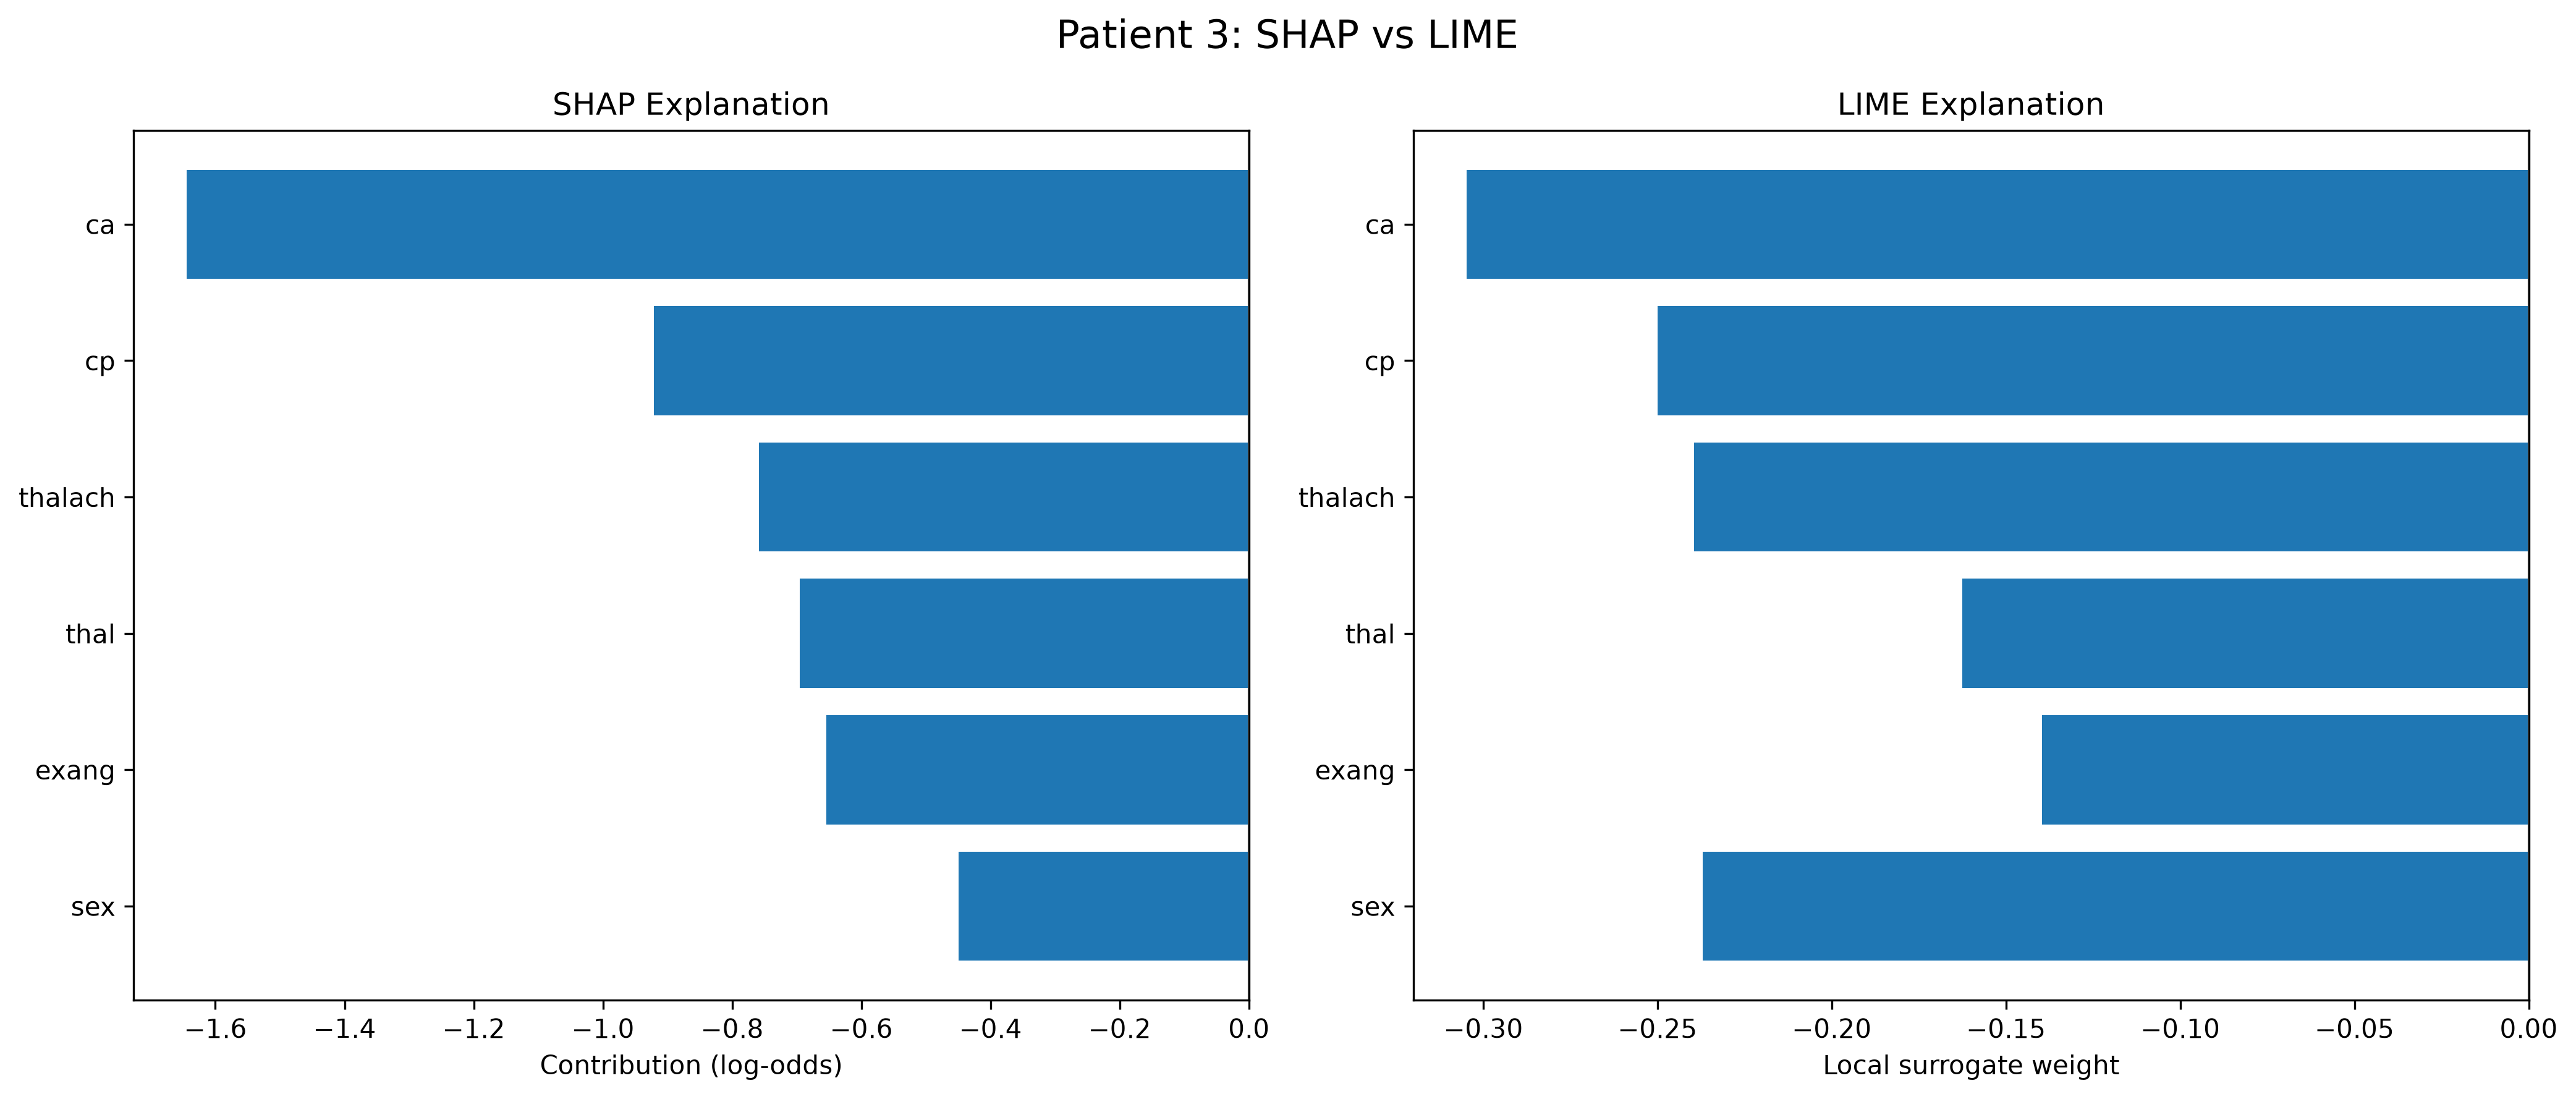 Patient 3: SHAP vs LIME
SHAP Explanation
ca
cp
thalach
thal
exang
sex
−1.6 −1.4 −1.2 −1.0 −0.8 −0.6 −0.4 −0.2 0.0
Contribution (log-odds)
LIME Explanation
ca
cp
thalach
thal
exang
sex
−0.30 −0.25 −0.20 −0.15 −0.10 −0.05 0.00
Local surrogate weight